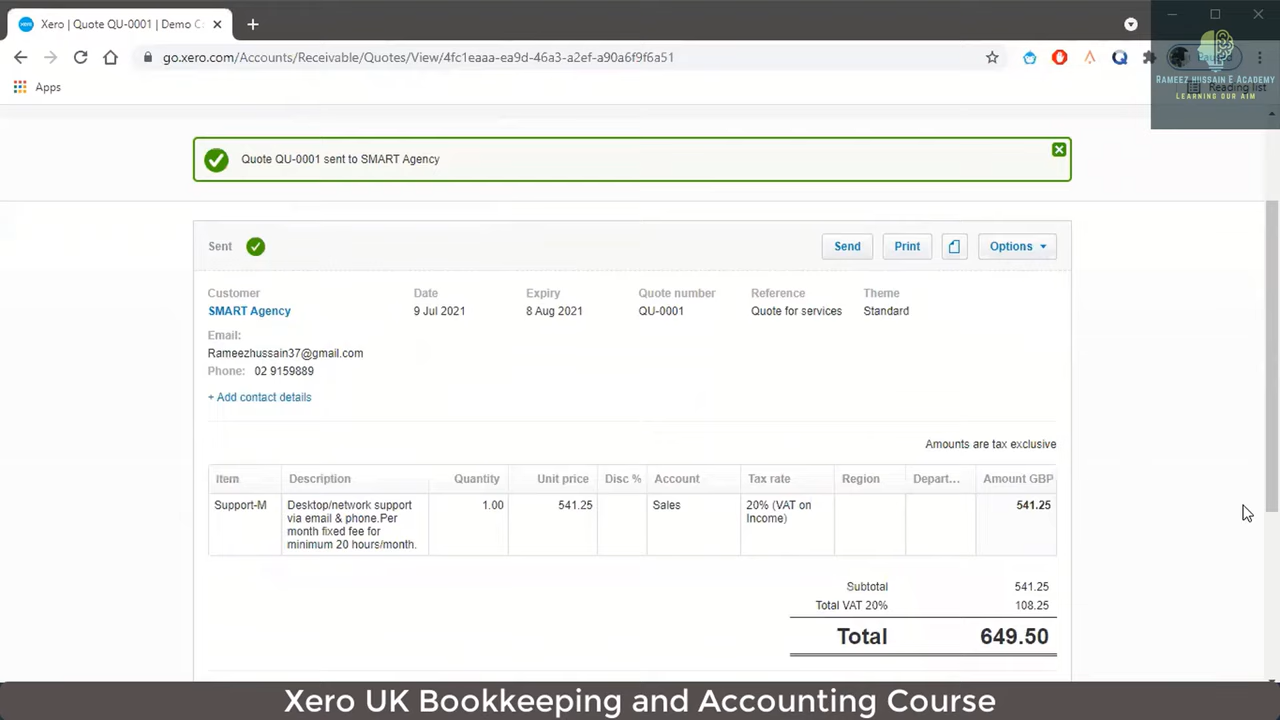 Xero | Quote QU-0001 | Demo C
go.xero.com/Accounts/Receivable/Quotes/View/4fc1eaaa-ea9d-46a3-a2ef-a90a6f9f6a51
Paused
Apps
Reading list
RAMEEZ HUSSAIN E ACADEMY
LEARNING OUR AIM
Quote QU-0001 sent to SMART Agency
Sent
Send
Print
Options
Customer
Date
Expiry
Quote number
Reference
Theme
SMART Agency
9 Jul 2021
8 Aug 2021
QU-0001
Quote for services
Standard
Email:
Rameezhussain37@gmail.com
Phone: 02 9159889
+ Add contact details
Amounts are tax exclusive
Item
Description
Quantity
Unit price
Disc %
Account
Tax rate
Region
Depart...
Amount GBP
Support-M
Desktop/network support
via email & phone.Per
month fixed fee for
minimum 20 hours/month.
1.00
541.25
Sales
20% (VAT on
Income)
541.25
Subtotal 541.25
Total VAT 20% 108.25
Total 649.50
Xero UK Bookkeeping and Accounting Course